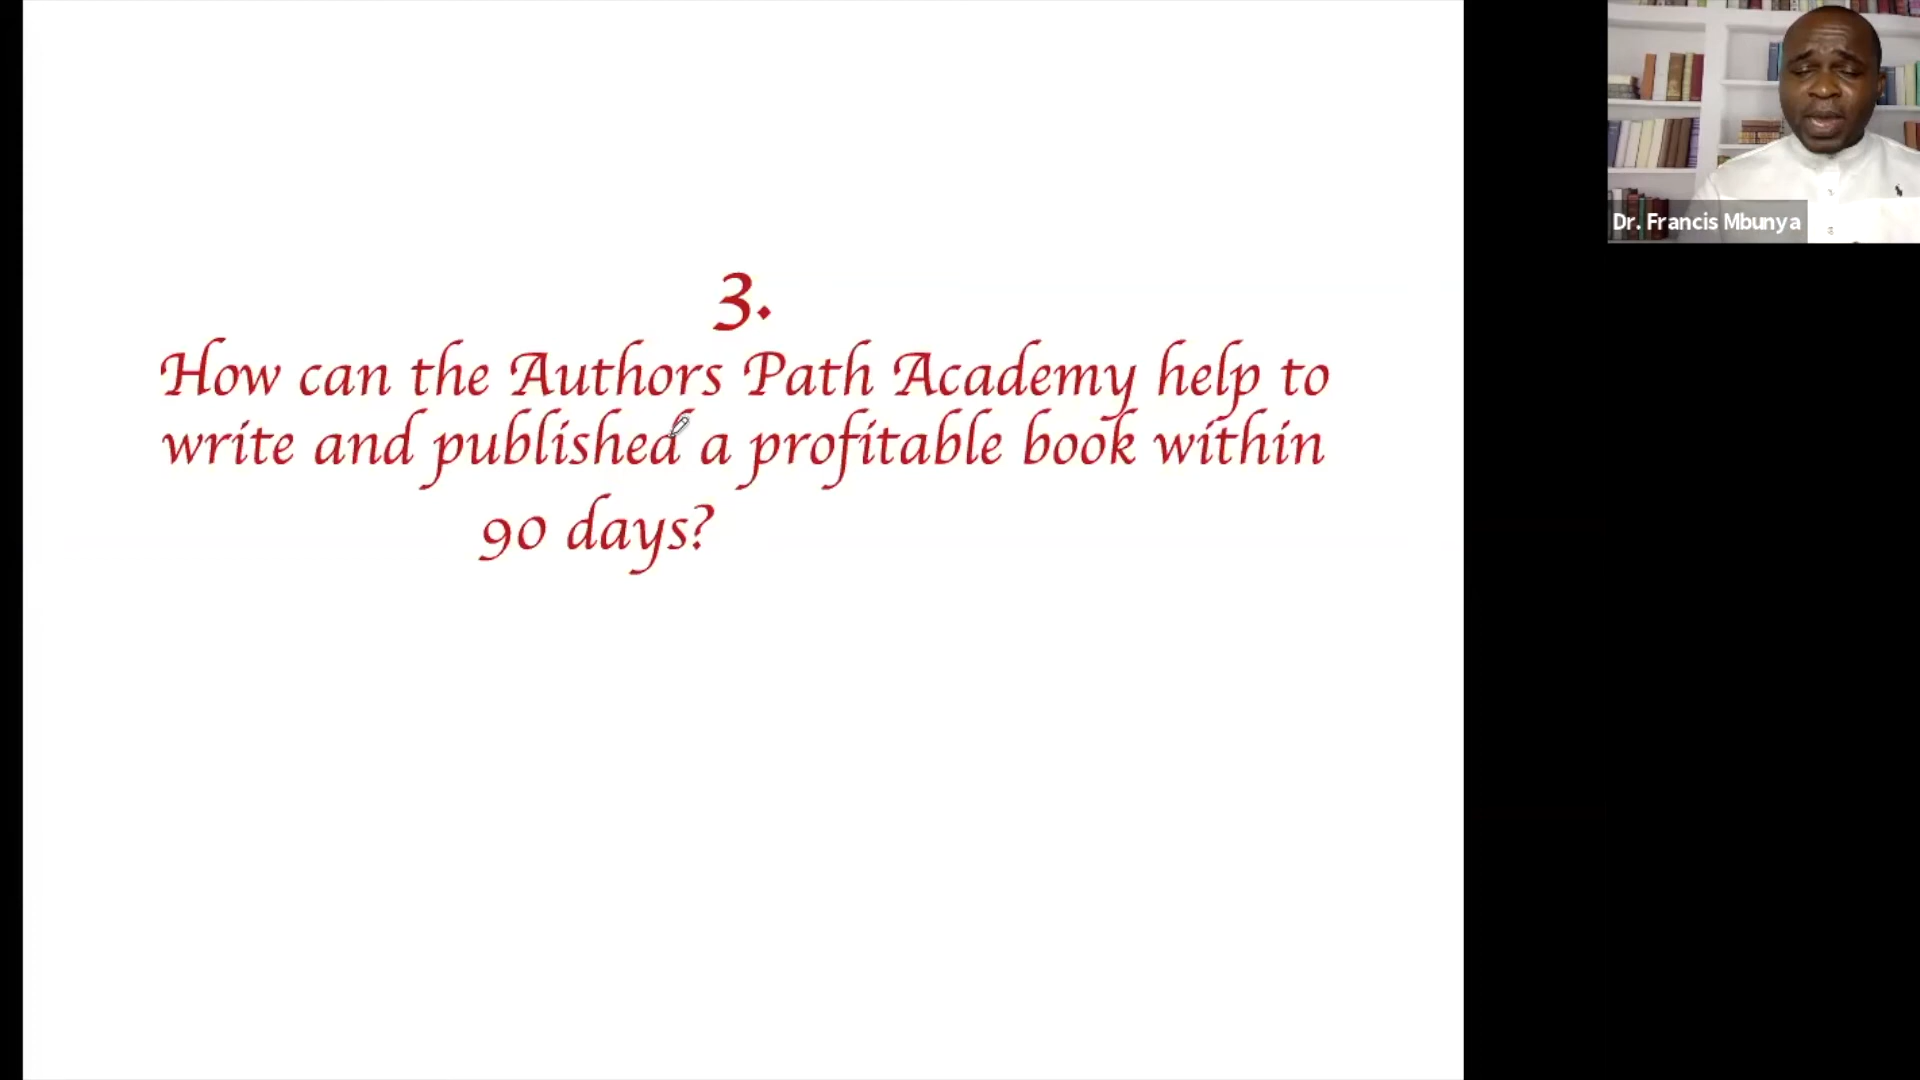 3.
How can the Authors Path Academy help to
write and published a profitable book within
90 days?
Dr. Francis Mbunya